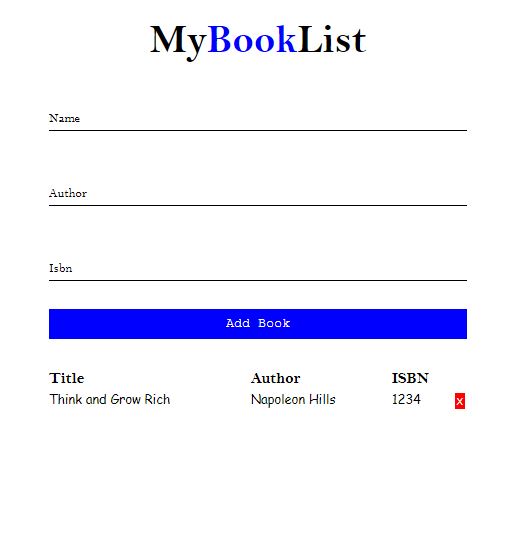 MyBookList
Name
Author
Isbn
Add Book
Title Author ISBN
Think and Grow Rich Napoleon Hills 1234 x